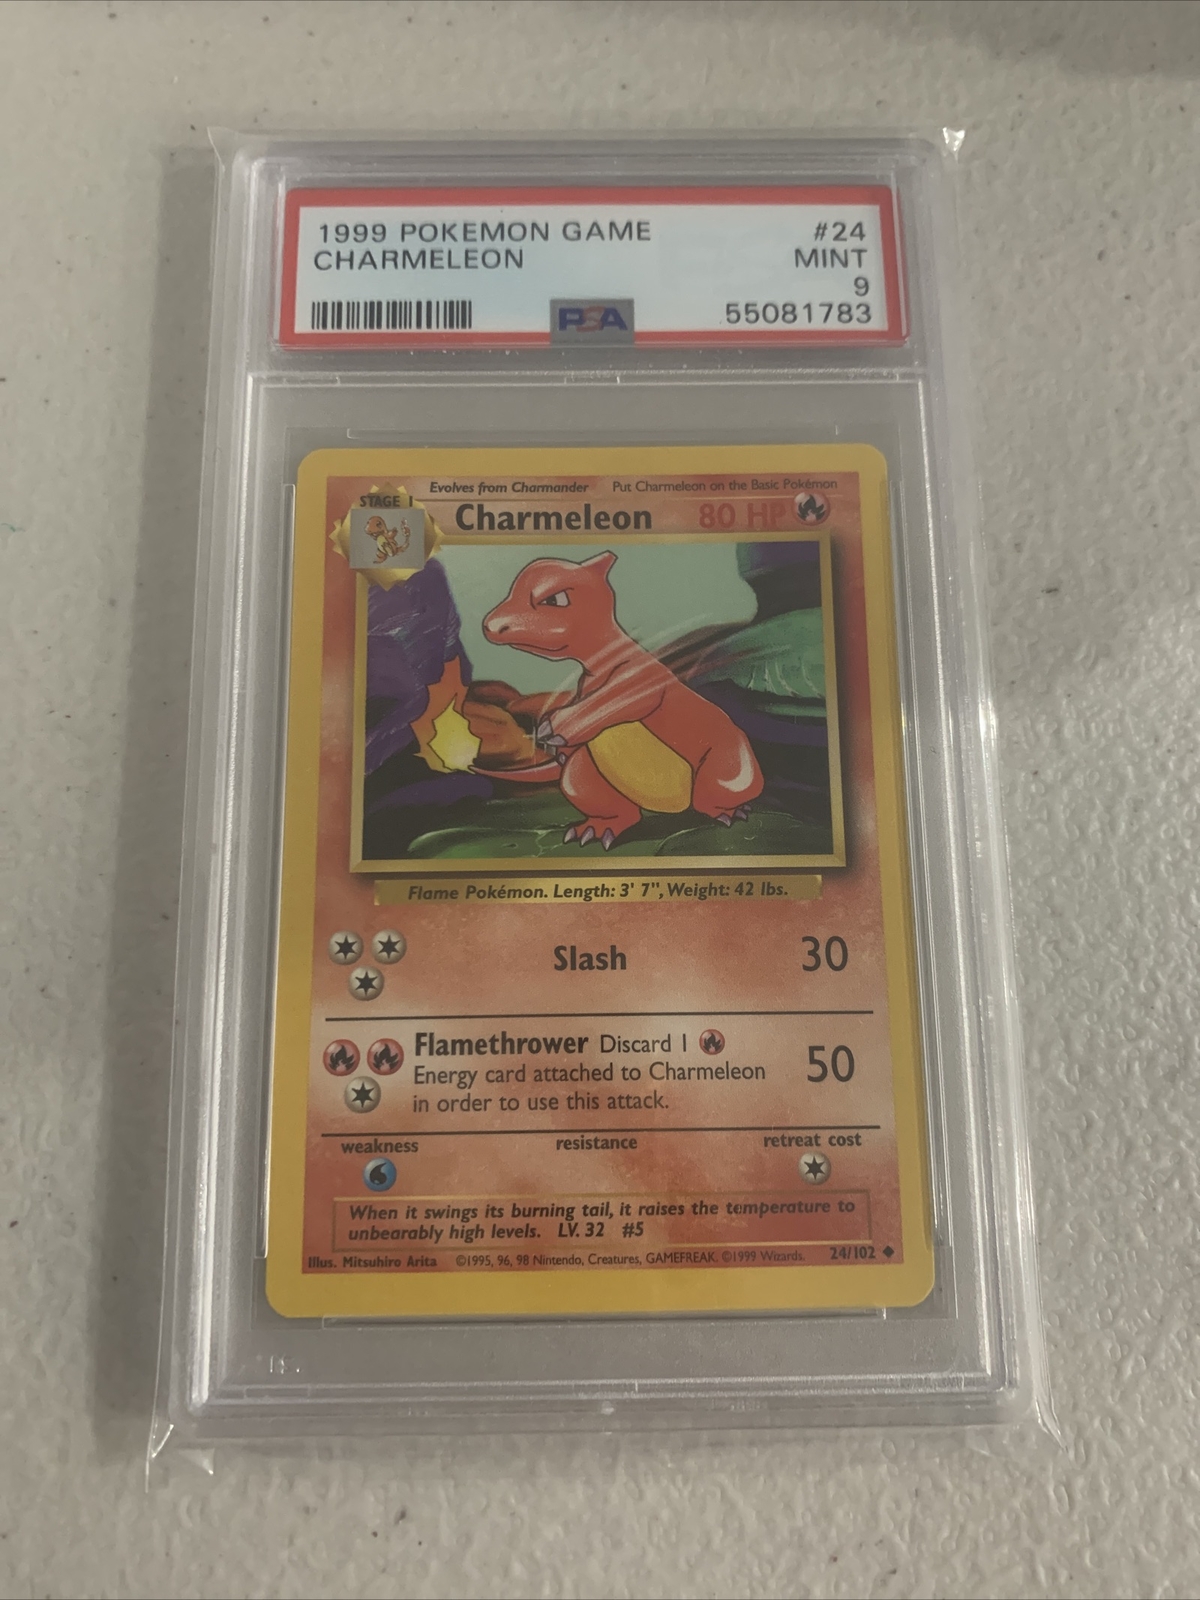 1999 POKEMON GAME #24
CHARMELEON MINT
9
PSA 55081783
Evolves from Charmander Put Charmeleon on the Basic Pokémon
STAGE 1
Charmeleon 80 HP
Flame Pokémon. Length: 3' 7", Weight: 42 lbs.
Slash 30
Flamethrower Discard 1
Energy card attached to Charmeleon
in order to use this attack.
50
weakness resistance retreat cost
When it swings its burning tail, it raises the temperature to
unbearably high levels. LV. 32 #5
Illus. Mitsuhiro Arita ©1995, 96, 98 Nintendo, Creatures, GAMEFREAK. ©1999 Wizards. 24/102